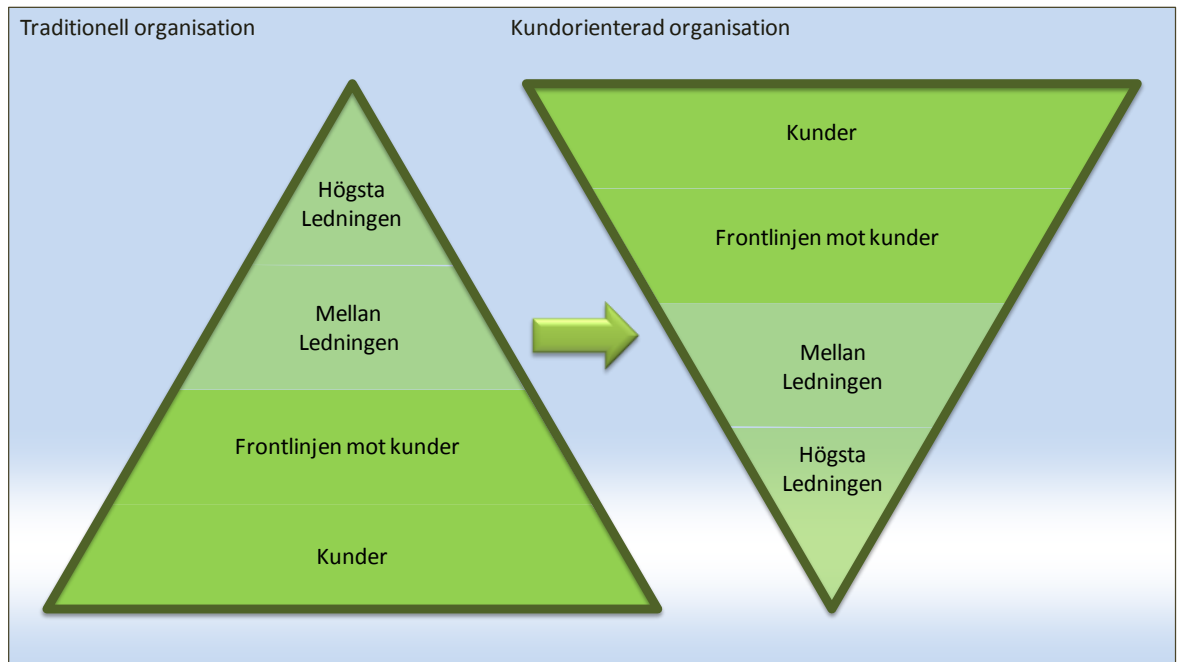 Traditionell organisation
Kundorienterad organisation
Högsta
Ledningen
Mellan
Ledningen
Frontlinjen mot kunder
Kunder
Kunder
Frontlinjen mot kunder
Mellan
Ledningen
Högsta
Ledningen